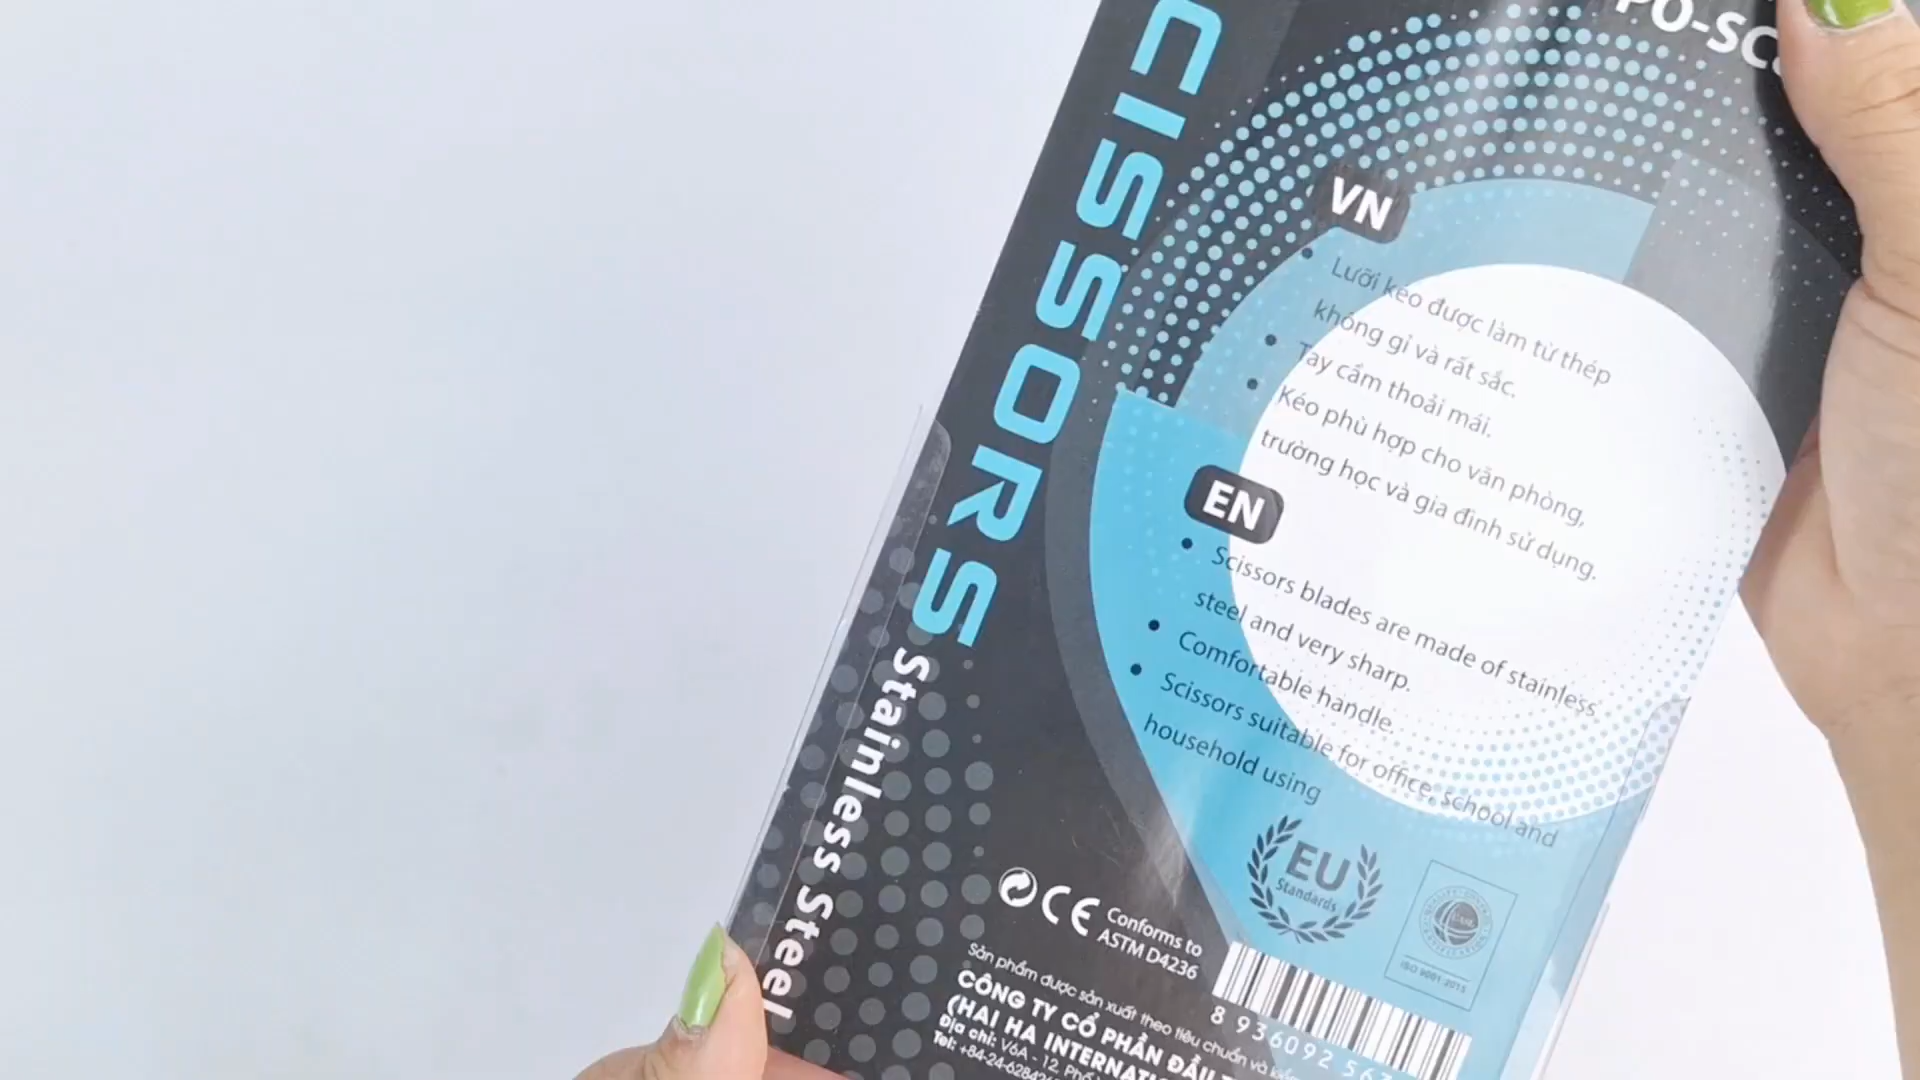 CISSORS
Stainless Steel
PO-SC
VN
• Lưỡi kéo được làm từ thép
không gỉ và rất sắc.
• Tay cầm thoải mái.
• Kéo phù hợp cho văn phòng,
trường học và gia đình sử dụng.
EN
• Scissors blades are made of stainless
steel and very sharp.
• Comfortable handle.
• Scissors suitable for office, school and
household using
EU
Standards
ISO 9001:2015
CE
Conforms to
ASTM D4236
8 936092 567
Sản phẩm được sản xuất theo tiêu chuẩn và
CÔNG TY CỔ PHẦN ĐẦU
(HAI HA INTERNATI
Địa chỉ: V6A - 12, Phố
Tel: +84-24-62842